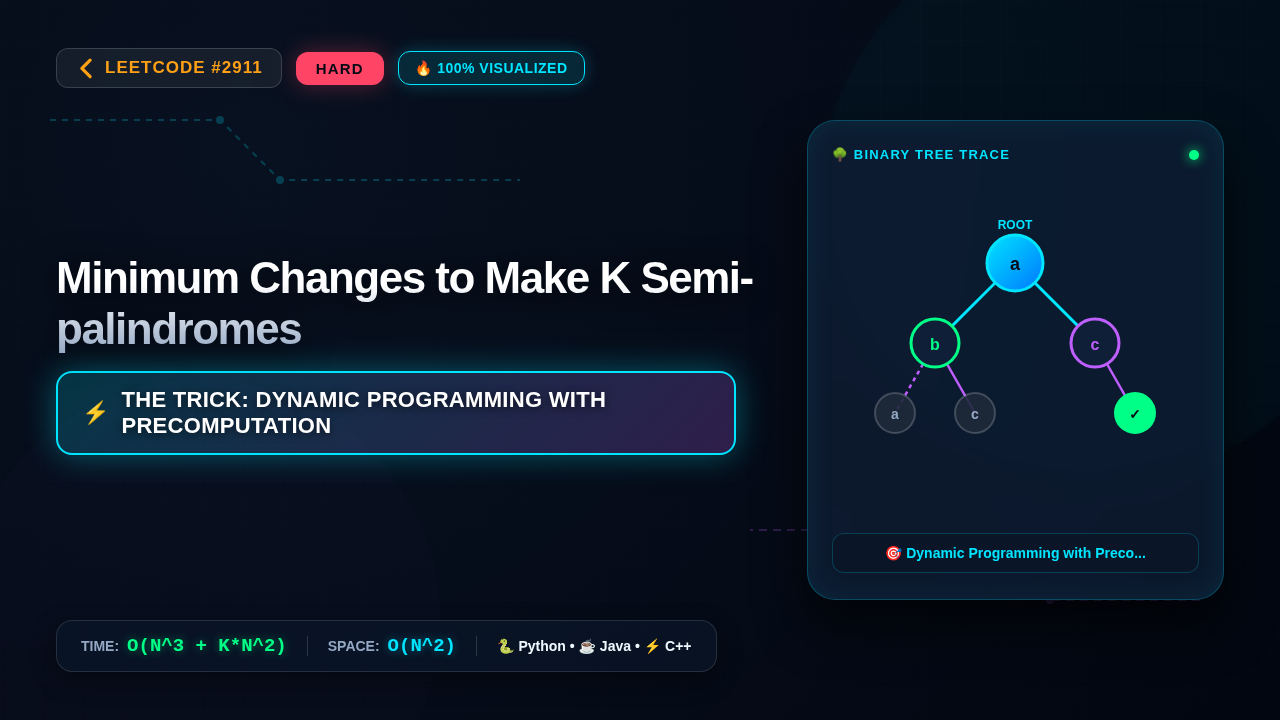 LEETCODE #2911
HARD
🔥 100% VISUALIZED
Minimum Changes to Make K Semi-
palindromes
⚡ THE TRICK: DYNAMIC PROGRAMMING WITH
PRECOMPUTATION
🌳 BINARY TREE TRACE
ROOT
a
b
c
a
c
✓
🎯 Dynamic Programming with Preco...
TIME: O(N^3 + K*N^2)
SPACE: O(N^2)
🐍 Python • ☕ Java • ⚡ C++